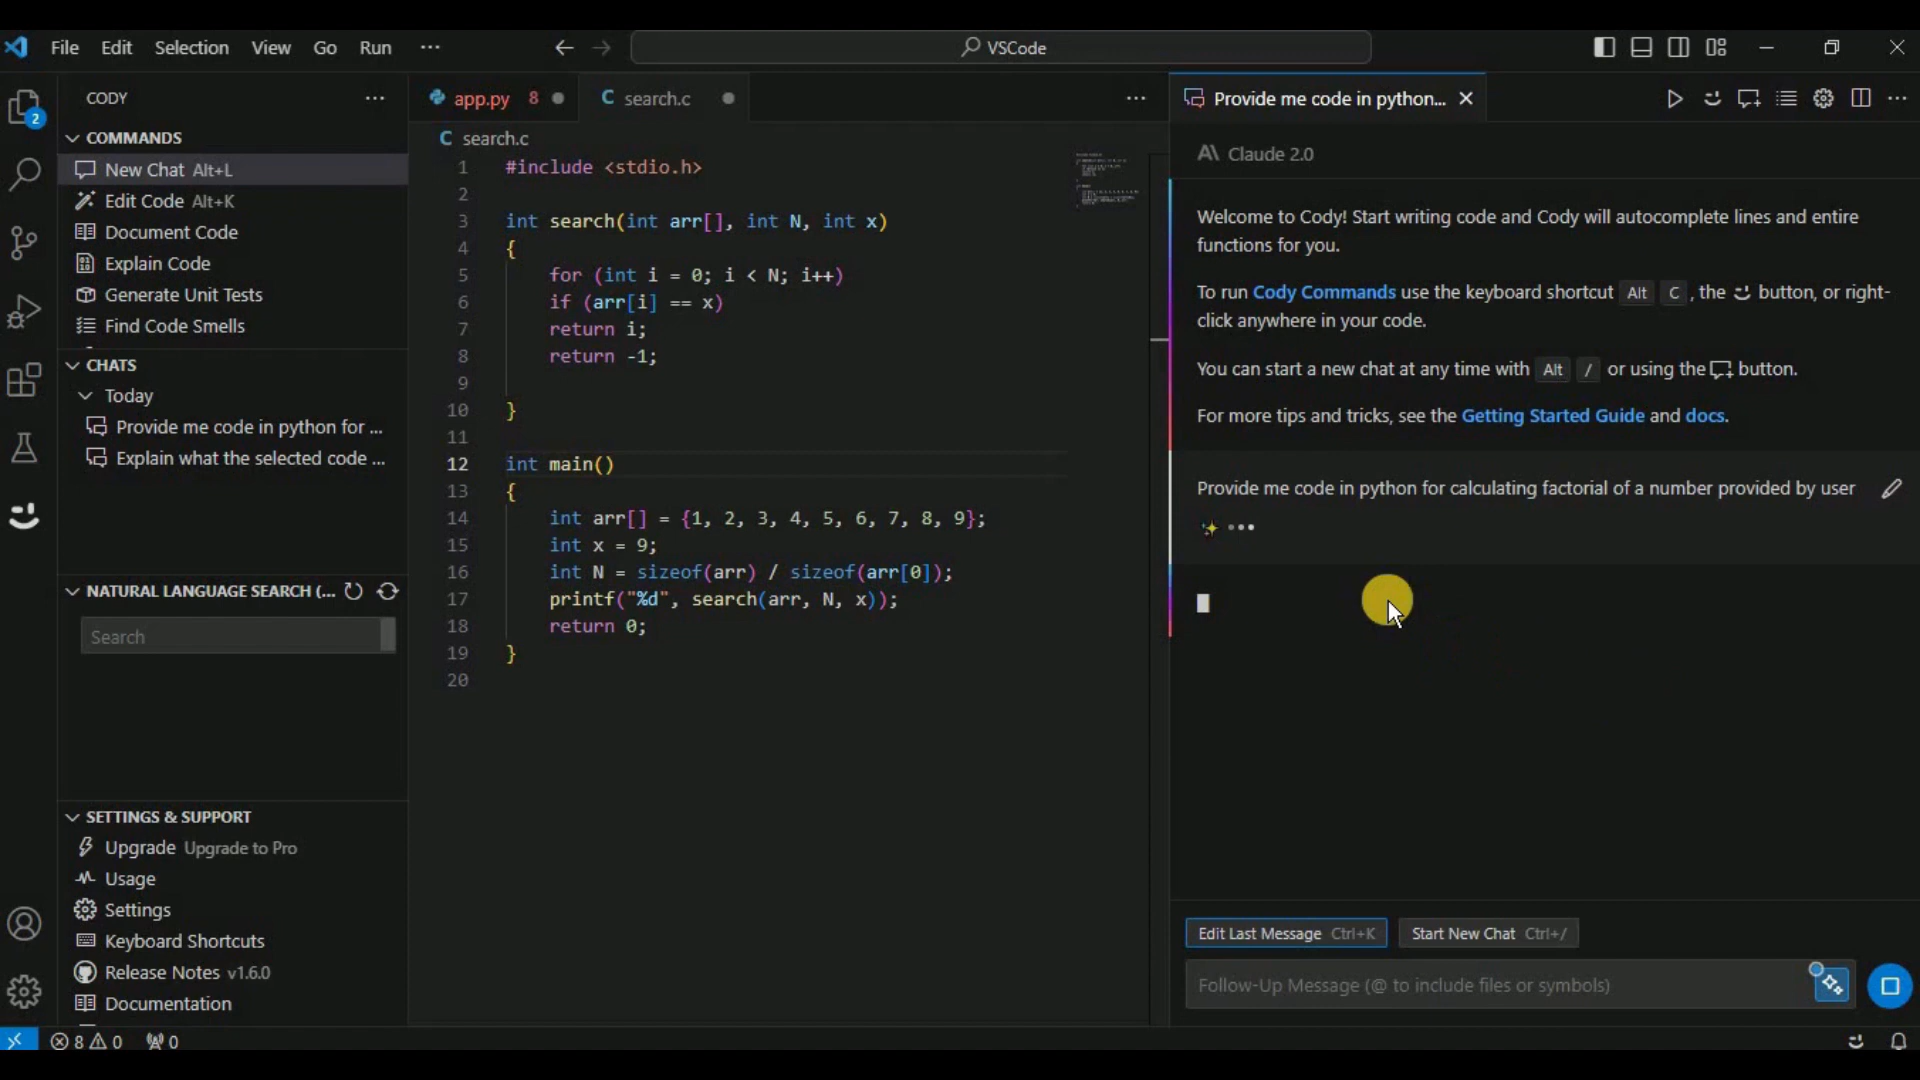 File Edit Selection View Go Run ···
VSCode
CODY ···
COMMANDS
New Chat Alt+L
Edit Code Alt+K
Document Code
Explain Code
Generate Unit Tests
Find Code Smells
CHATS
Today
Provide me code in python for ...
Explain what the selected code ...
NATURAL LANGUAGE SEARCH (...
Search
SETTINGS & SUPPORT
Upgrade Upgrade to Pro
Usage
Settings
Keyboard Shortcuts
Release Notes v1.6.0
Documentation
2
app.py 8
C search.c
C search.c
1 #include <stdio.h>
2
3 int search(int arr[], int N, int x)
4 {
5 for (int i = 0; i < N; i++)
6 if (arr[i] == x)
7 return i;
8 return -1;
9
10 }
11
12 int main()
13 {
14 int arr[] = {1, 2, 3, 4, 5, 6, 7, 8, 9};
15 int x = 9;
16 int N = sizeof(arr) / sizeof(arr[0]);
17 printf("%d", search(arr, N, x));
18 return 0;
19 }
20
Provide me code in python...
Claude 2.0
Welcome to Cody! Start writing code and Cody will autocomplete lines and entire
functions for you.
To run Cody Commands use the keyboard shortcut Alt C , the button, or right-
click anywhere in your code.
You can start a new chat at any time with Alt / or using the button.
For more tips and tricks, see the Getting Started Guide and docs.
Provide me code in python for calculating factorial of a number provided by user
Edit Last Message Ctrl+K Start New Chat Ctrl+/
Follow-Up Message (@ to include files or symbols)
8 0 0